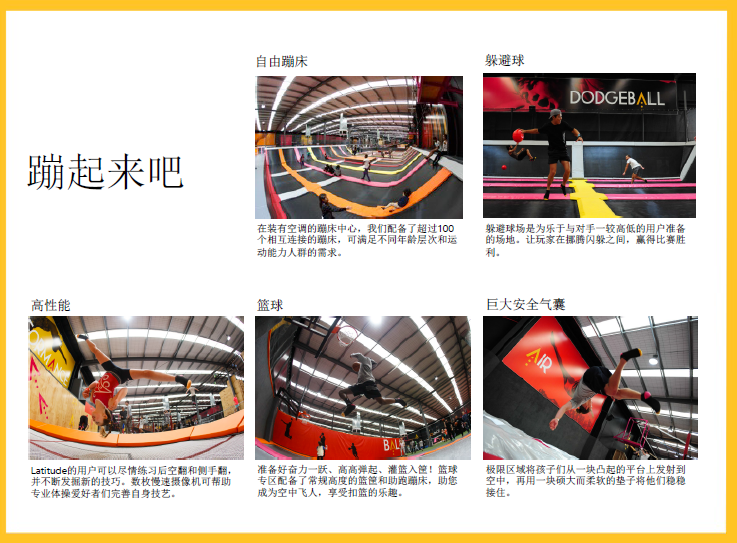 蹦起来吧
自由蹦床
在装有空调的蹦床中心，我们配备了超过100
个相互连接的蹦床，可满足不同年龄层次和运
动能力人群的需求。
躲避球
DODGEBALL
躲避球场是为乐于与对手一较高低的用户准备
的场地。让玩家在挪腾闪躲之间，赢得比赛胜
利。
高性能
Latitude的用户可以尽情练习后空翻和侧手翻，
并不断发掘新的技巧。数枚慢速摄像机可帮助
专业体操爱好者们完善自身技艺。
篮球
BALL
准备好奋力一跃、高高弹起、灌篮入筐！篮球
专区配备了常规高度的篮筐和助跑蹦床，助您
成为空中飞人，享受扣篮的乐趣。
巨大安全气囊
AIR
极限区域将孩子们从一块凸起的平台上发射到
空中，再用一块硕大而柔软的垫子将他们稳稳
接住。